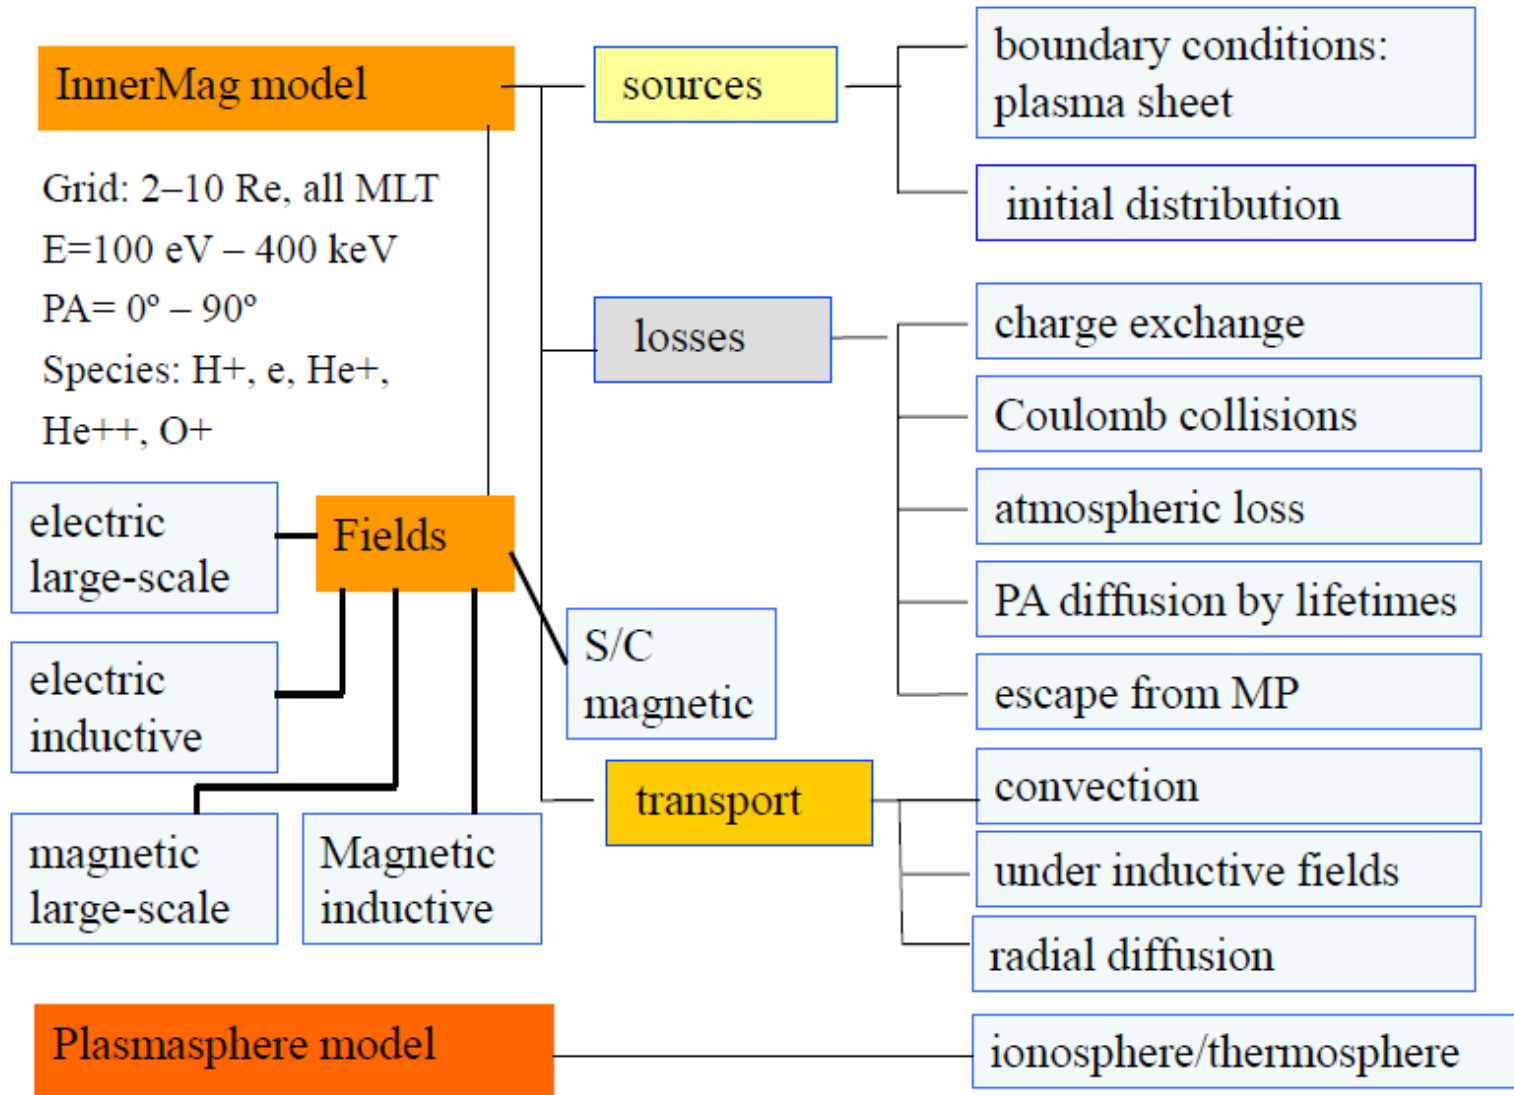 InnerMag model
Grid: 2–10 Re, all MLT
E=100 eV – 400 keV
PA= 0º – 90º
Species: H+, e, He+,
He++, O+
Fields
electric
large-scale
electric
inductive
magnetic
large-scale
Magnetic
inductive
S/C
magnetic
sources
boundary conditions:
plasma sheet
initial distribution
losses
charge exchange
Coulomb collisions
atmospheric loss
PA diffusion by lifetimes
escape from MP
transport
convection
under inductive fields
radial diffusion
Plasmasphere model
ionosphere/thermosphere